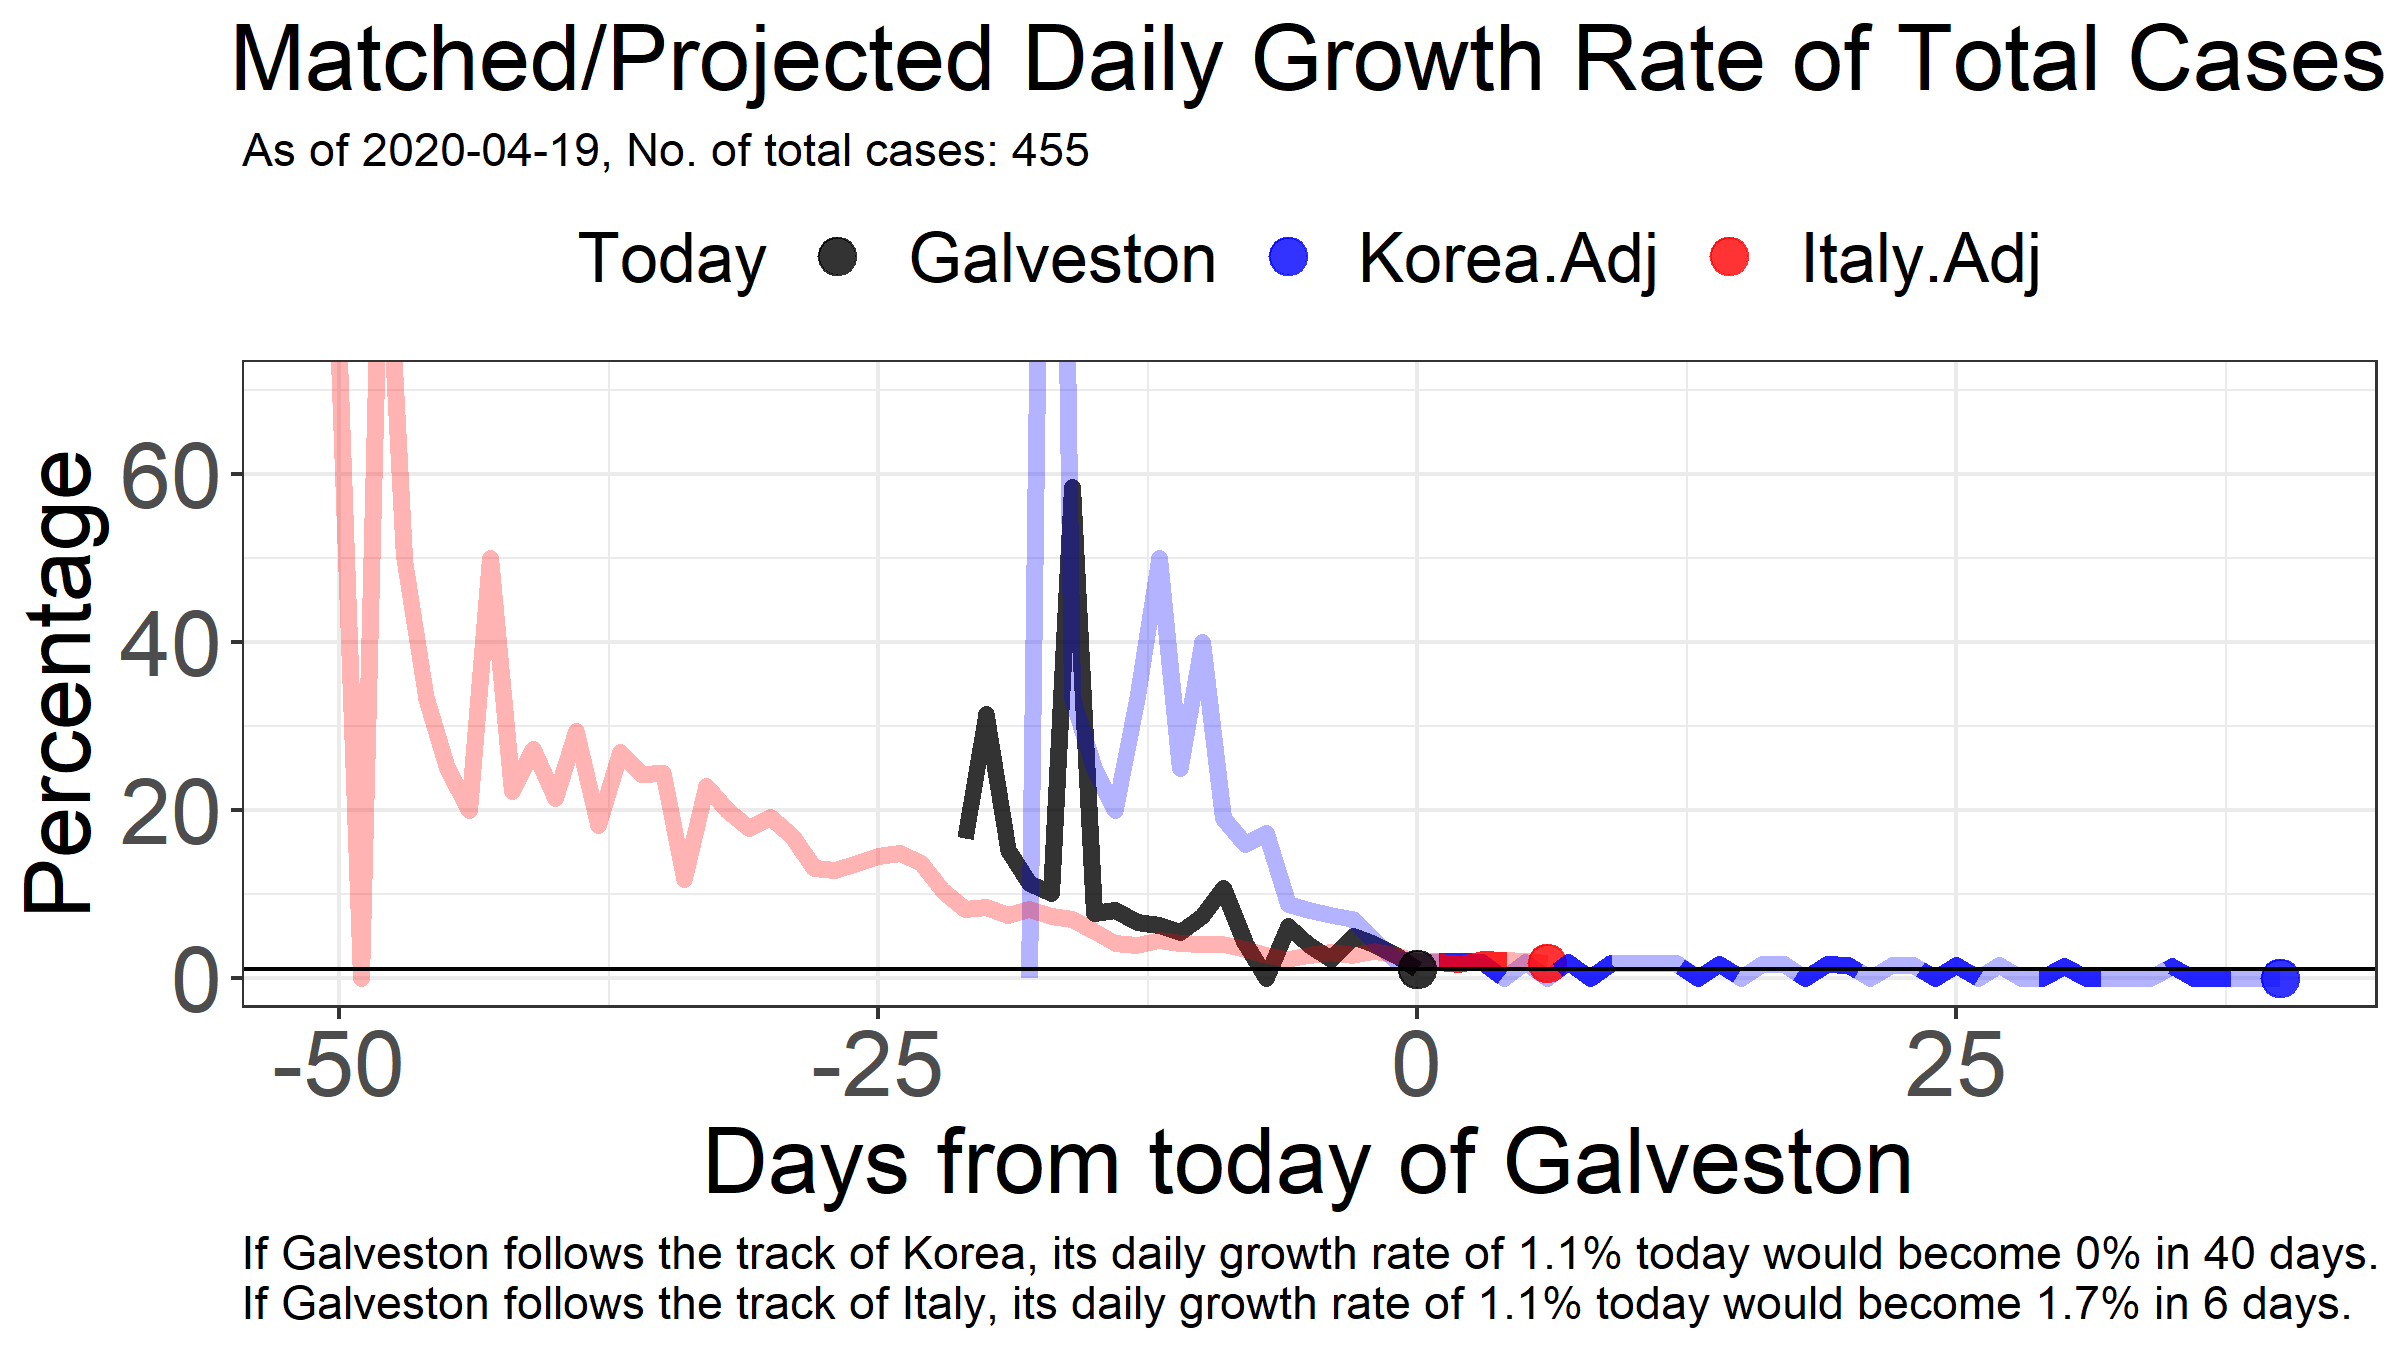 Matched/Projected Daily Growth Rate of Total Cases
As of 2020-04-19, No. of total cases: 455
Today Galveston Korea.Adj Italy.Adj
Percentage
60
40
20
0
-50 -25 0 25
Days from today of Galveston
If Galveston follows the track of Korea, its daily growth rate of 1.1% today would become 0% in 40 days.
If Galveston follows the track of Italy, its daily growth rate of 1.1% today would become 1.7% in 6 days.